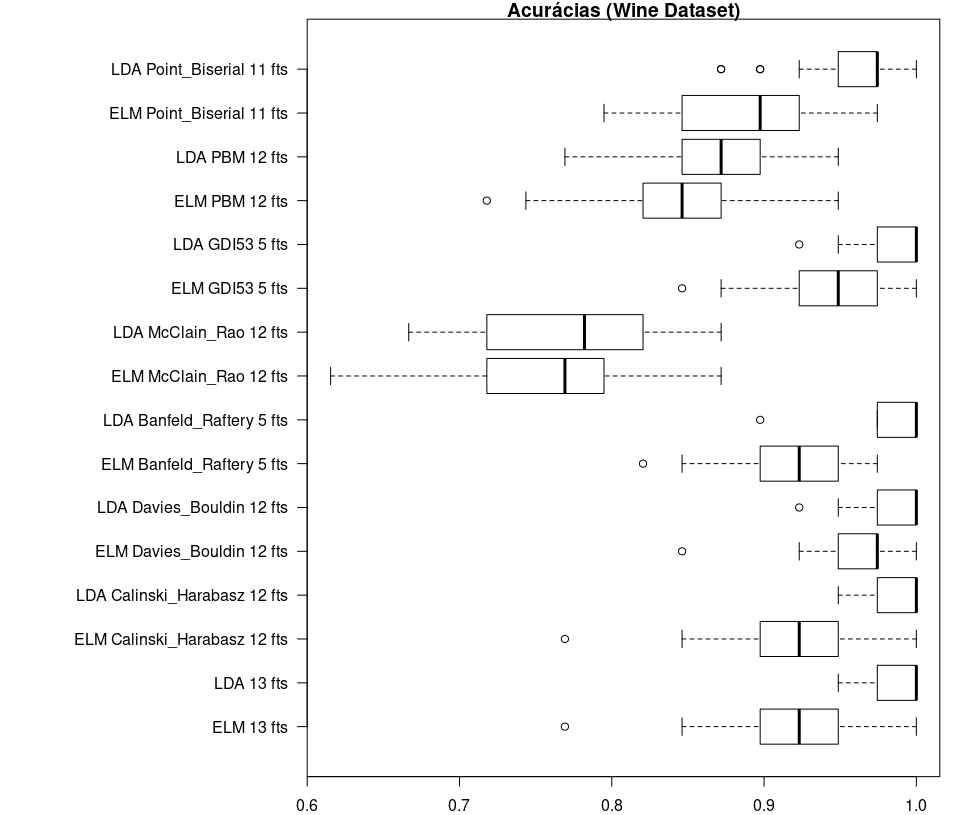 Acurácias (Wine Dataset)
LDA Point_Biserial 11 fts
ELM Point_Biserial 11 fts
LDA PBM 12 fts
ELM PBM 12 fts
LDA GDI53 5 fts
ELM GDI53 5 fts
LDA McClain_Rao 12 fts
ELM McClain_Rao 12 fts
LDA Banfeld_Raftery 5 fts
ELM Banfeld_Raftery 5 fts
LDA Davies_Bouldin 12 fts
ELM Davies_Bouldin 12 fts
LDA Calinski_Harabasz 12 fts
ELM Calinski_Harabasz 12 fts
LDA 13 fts
ELM 13 fts
0.6 0.7 0.8 0.9 1.0